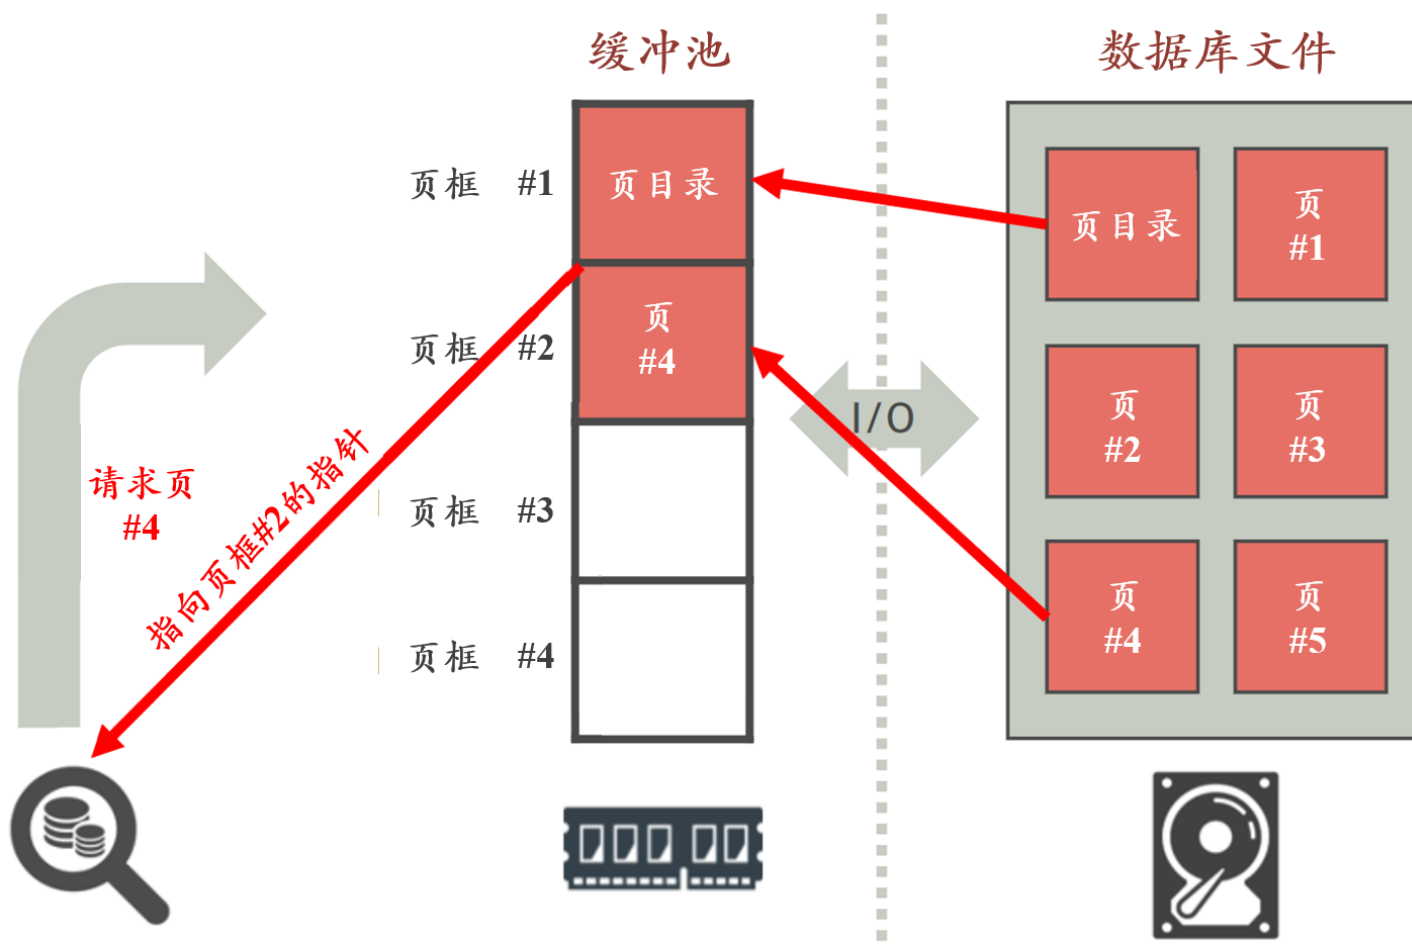 缓冲池
数据库文件
页框 #1
页目录
页目录
页
#1
页框 #2
页
#4
I/O
页
#2
页
#3
请求页
#4
指向页框#2的指针
页框 #3
页框 #4
页
#4
页
#5